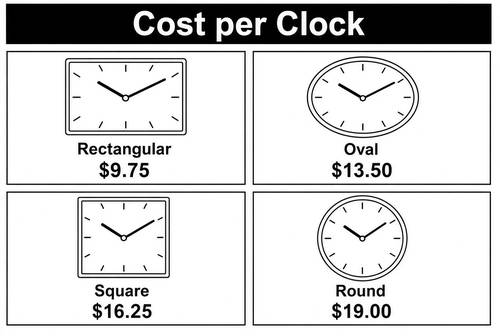 Cost per Clock
Rectangular
$9.75
Oval
$13.50
Square
$16.25
Round
$19.00